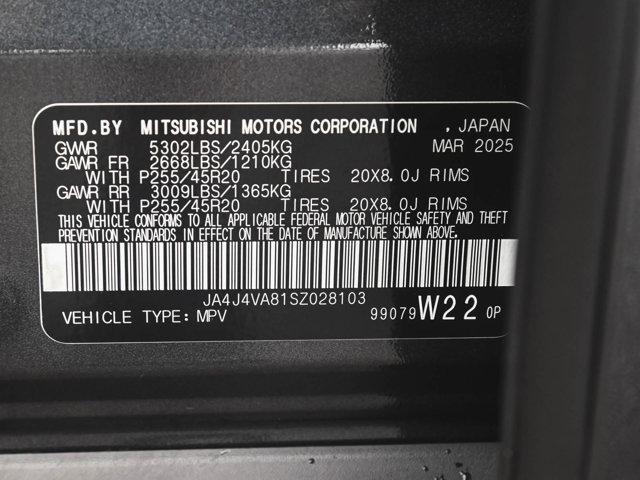 MFD.BY MITSUBISHI MOTORS CORPORATION , JAPAN
GVWR 5302LBS/2405KG MAR 2025
GAWR FR 2668LBS/1210KG
WITH P255/45R20 TIRES 20X8.0J RIMS
GAWR RR 3009LBS/1365KG
WITH P255/45R20 TIRES 20X8.0J RIMS
THIS VEHICLE CONFORMS TO ALL APPLICABLE FEDERAL MOTOR VEHICLE SAFETY AND THEFT
PREVENTION STANDARDS IN EFFECT ON THE DATE OF MANUFACTURE SHOWN ABOVE.
JA4J4VA81SZ028103
VEHICLE TYPE: MPV 99079 W22 0P